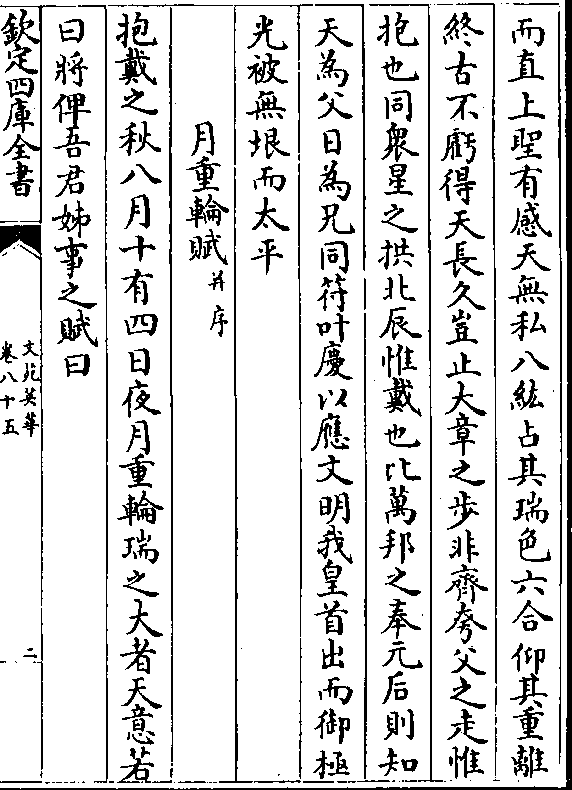 而直上聖有感天無私八紘占其瑞色六合仰其重離
終古不虧得天長久豈止大章之步非齊夸父之走惟
抱也同衆星之拱北辰惟戴也比萬邦之奉元后則知
天為父日為兄同符叶慶以應文明我皇首出而御極
光被無垠而太平
月重輪賦并序
抱戴之秋八月十有四日夜月重輪瑞之大者天意若
曰將俾吾君姊事之賦曰
欽定四庫全書
文苑英華
卷八十五
二